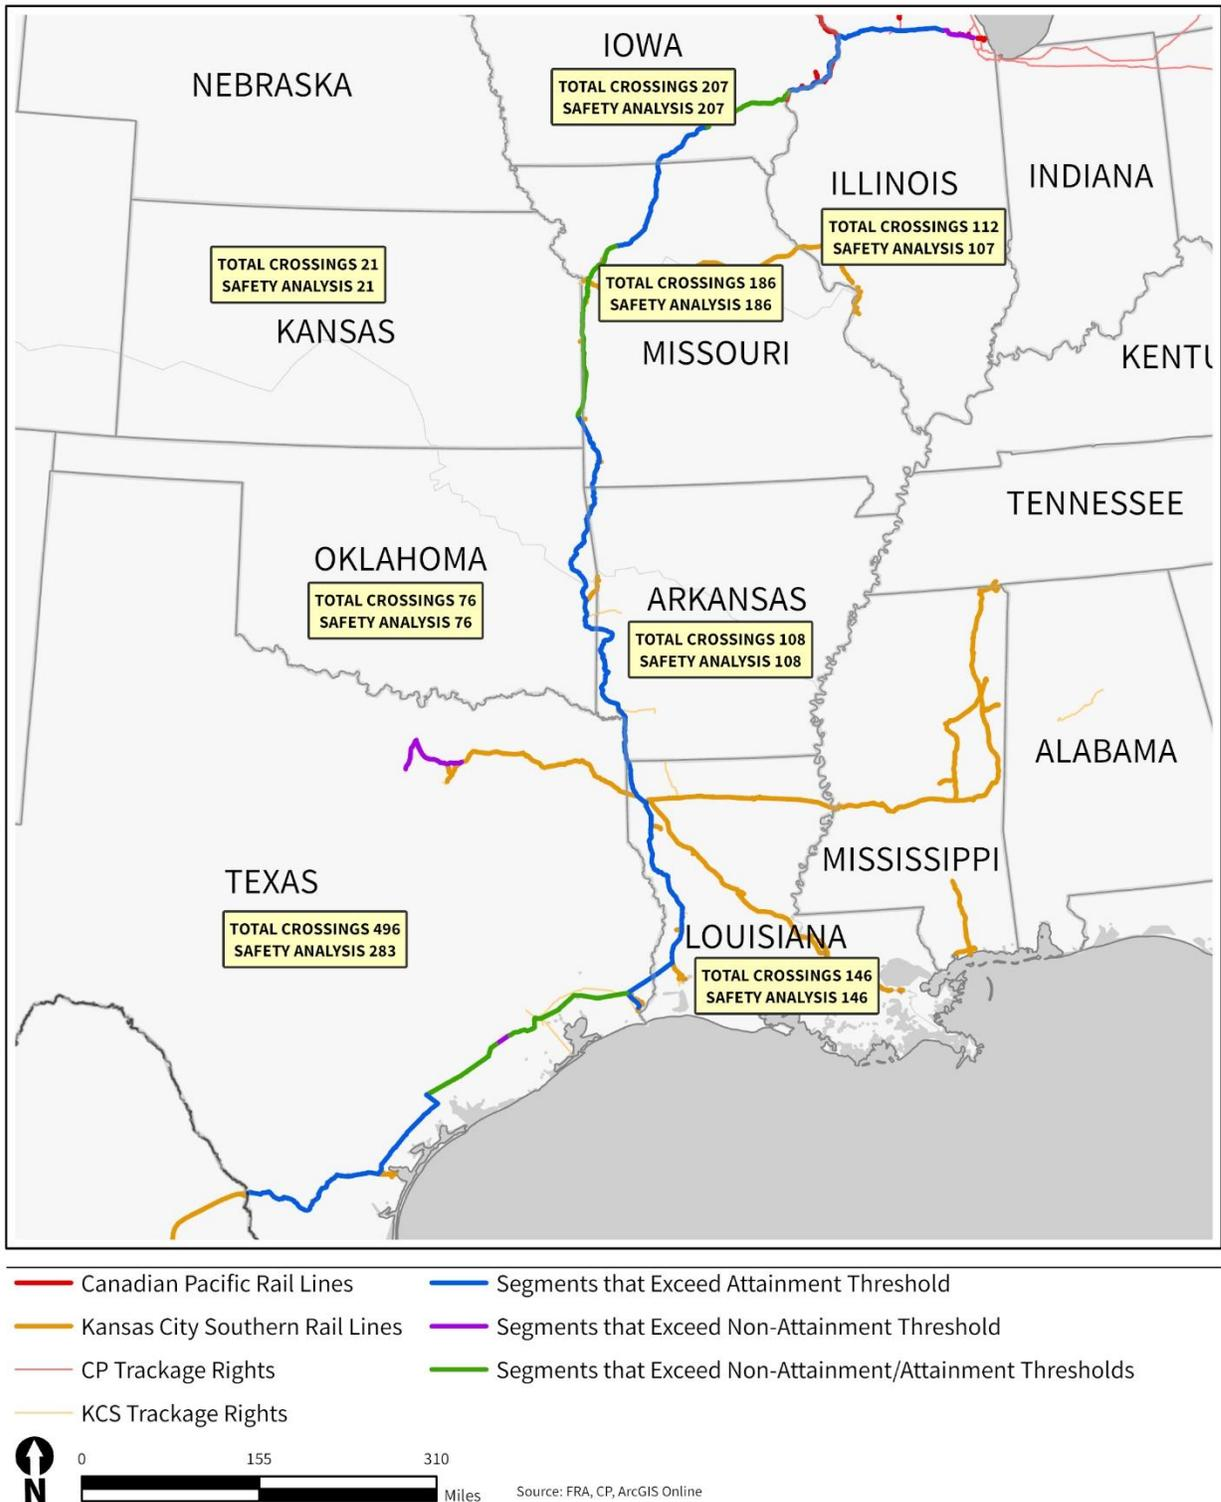 IOWA
NEBRASKA
TOTAL CROSSINGS 207
SAFETY ANALYSIS 207
ILLINOIS
INDIANA
TOTAL CROSSINGS 112
SAFETY ANALYSIS 107
TOTAL CROSSINGS 21
SAFETY ANALYSIS 21
TOTAL CROSSINGS 186
SAFETY ANALYSIS 186
KANSAS
MISSOURI
KENTU
TENNESSEE
OKLAHOMA
TOTAL CROSSINGS 76
SAFETY ANALYSIS 76
ARKANSAS
TOTAL CROSSINGS 108
SAFETY ANALYSIS 108
ALABAMA
MISSISSIPPI
TEXAS
TOTAL CROSSINGS 496
SAFETY ANALYSIS 283
LOUISIANA
TOTAL CROSSINGS 146
SAFETY ANALYSIS 146
Canadian Pacific Rail Lines
Kansas City Southern Rail Lines
CP Trackage Rights
KCS Trackage Rights
Segments that Exceed Attainment Threshold
Segments that Exceed Non-Attainment Threshold
Segments that Exceed Non-Attainment/Attainment Thresholds
N
0 155 310
Miles
Source: FRA, CP, ArcGIS Online